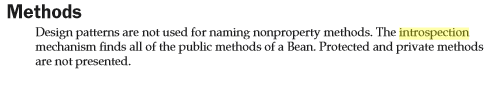 Methods
Design patterns are not used for naming nonproperty methods. The introspection
mechanism finds all of the public methods of a Bean. Protected and private methods
are not presented.